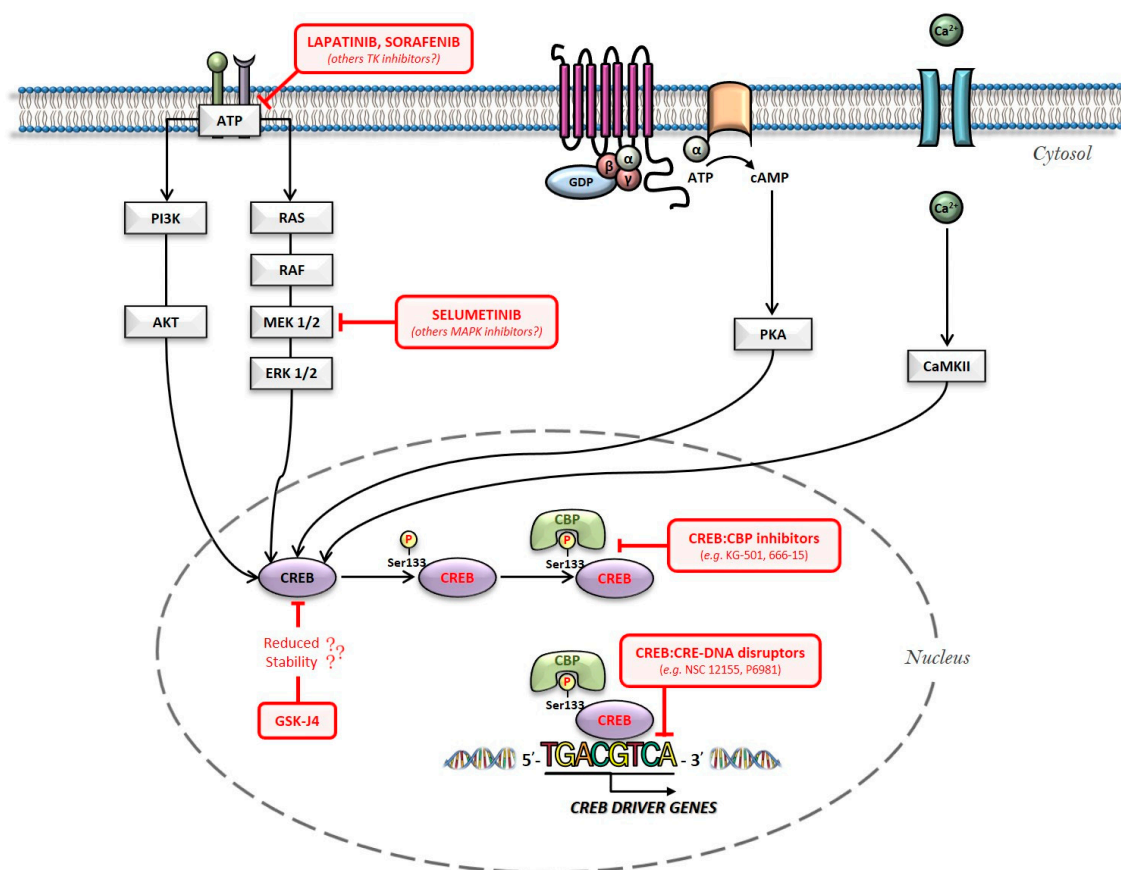 LAPATINIB, SORAFENIB
(others TK inhibitors?)
Ca2+
ATP
Cytosol
β
α
γ
GDP
α
ATP
cAMP
Ca2+
PI3K
RAS
RAF
AKT
MEK 1/2
SELUMETINIB
(others MAPK inhibitors?)
PKA
ERK 1/2
CaMKII
CBP
P
P
Ser133
Ser133
CREB:CBP inhibitors
(e.g. KG-501, 666-15)
CREB
CREB
CREB
Reduced ??
Stability ?
Nucleus
CREB:CRE-DNA disruptors
(e.g. NSC 12155, P6981)
CBP
P
Ser133
CREB
GSK-J4
5'- TGACGTCA - 3'
CREB DRIVER GENES